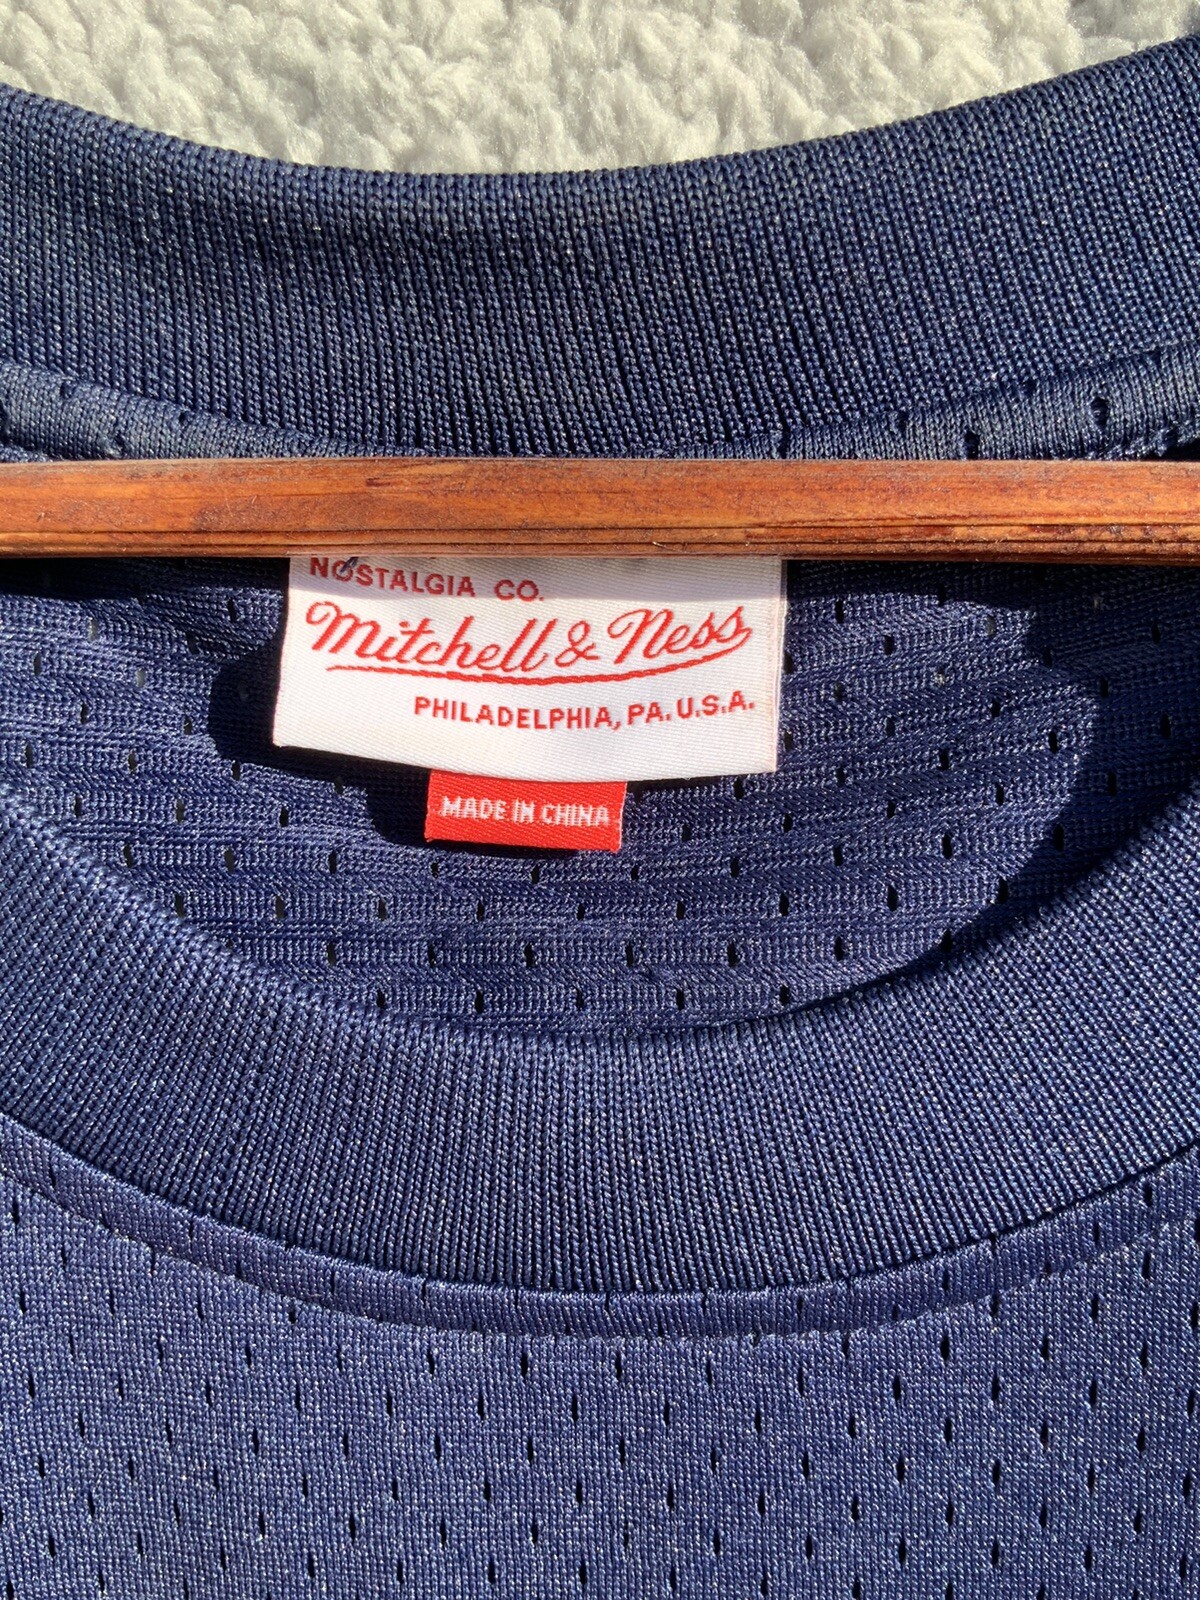 NOSTALGIA CO.
Mitchell & Ness
PHILADELPHIA, PA. U.S.A.
MADE IN CHINA